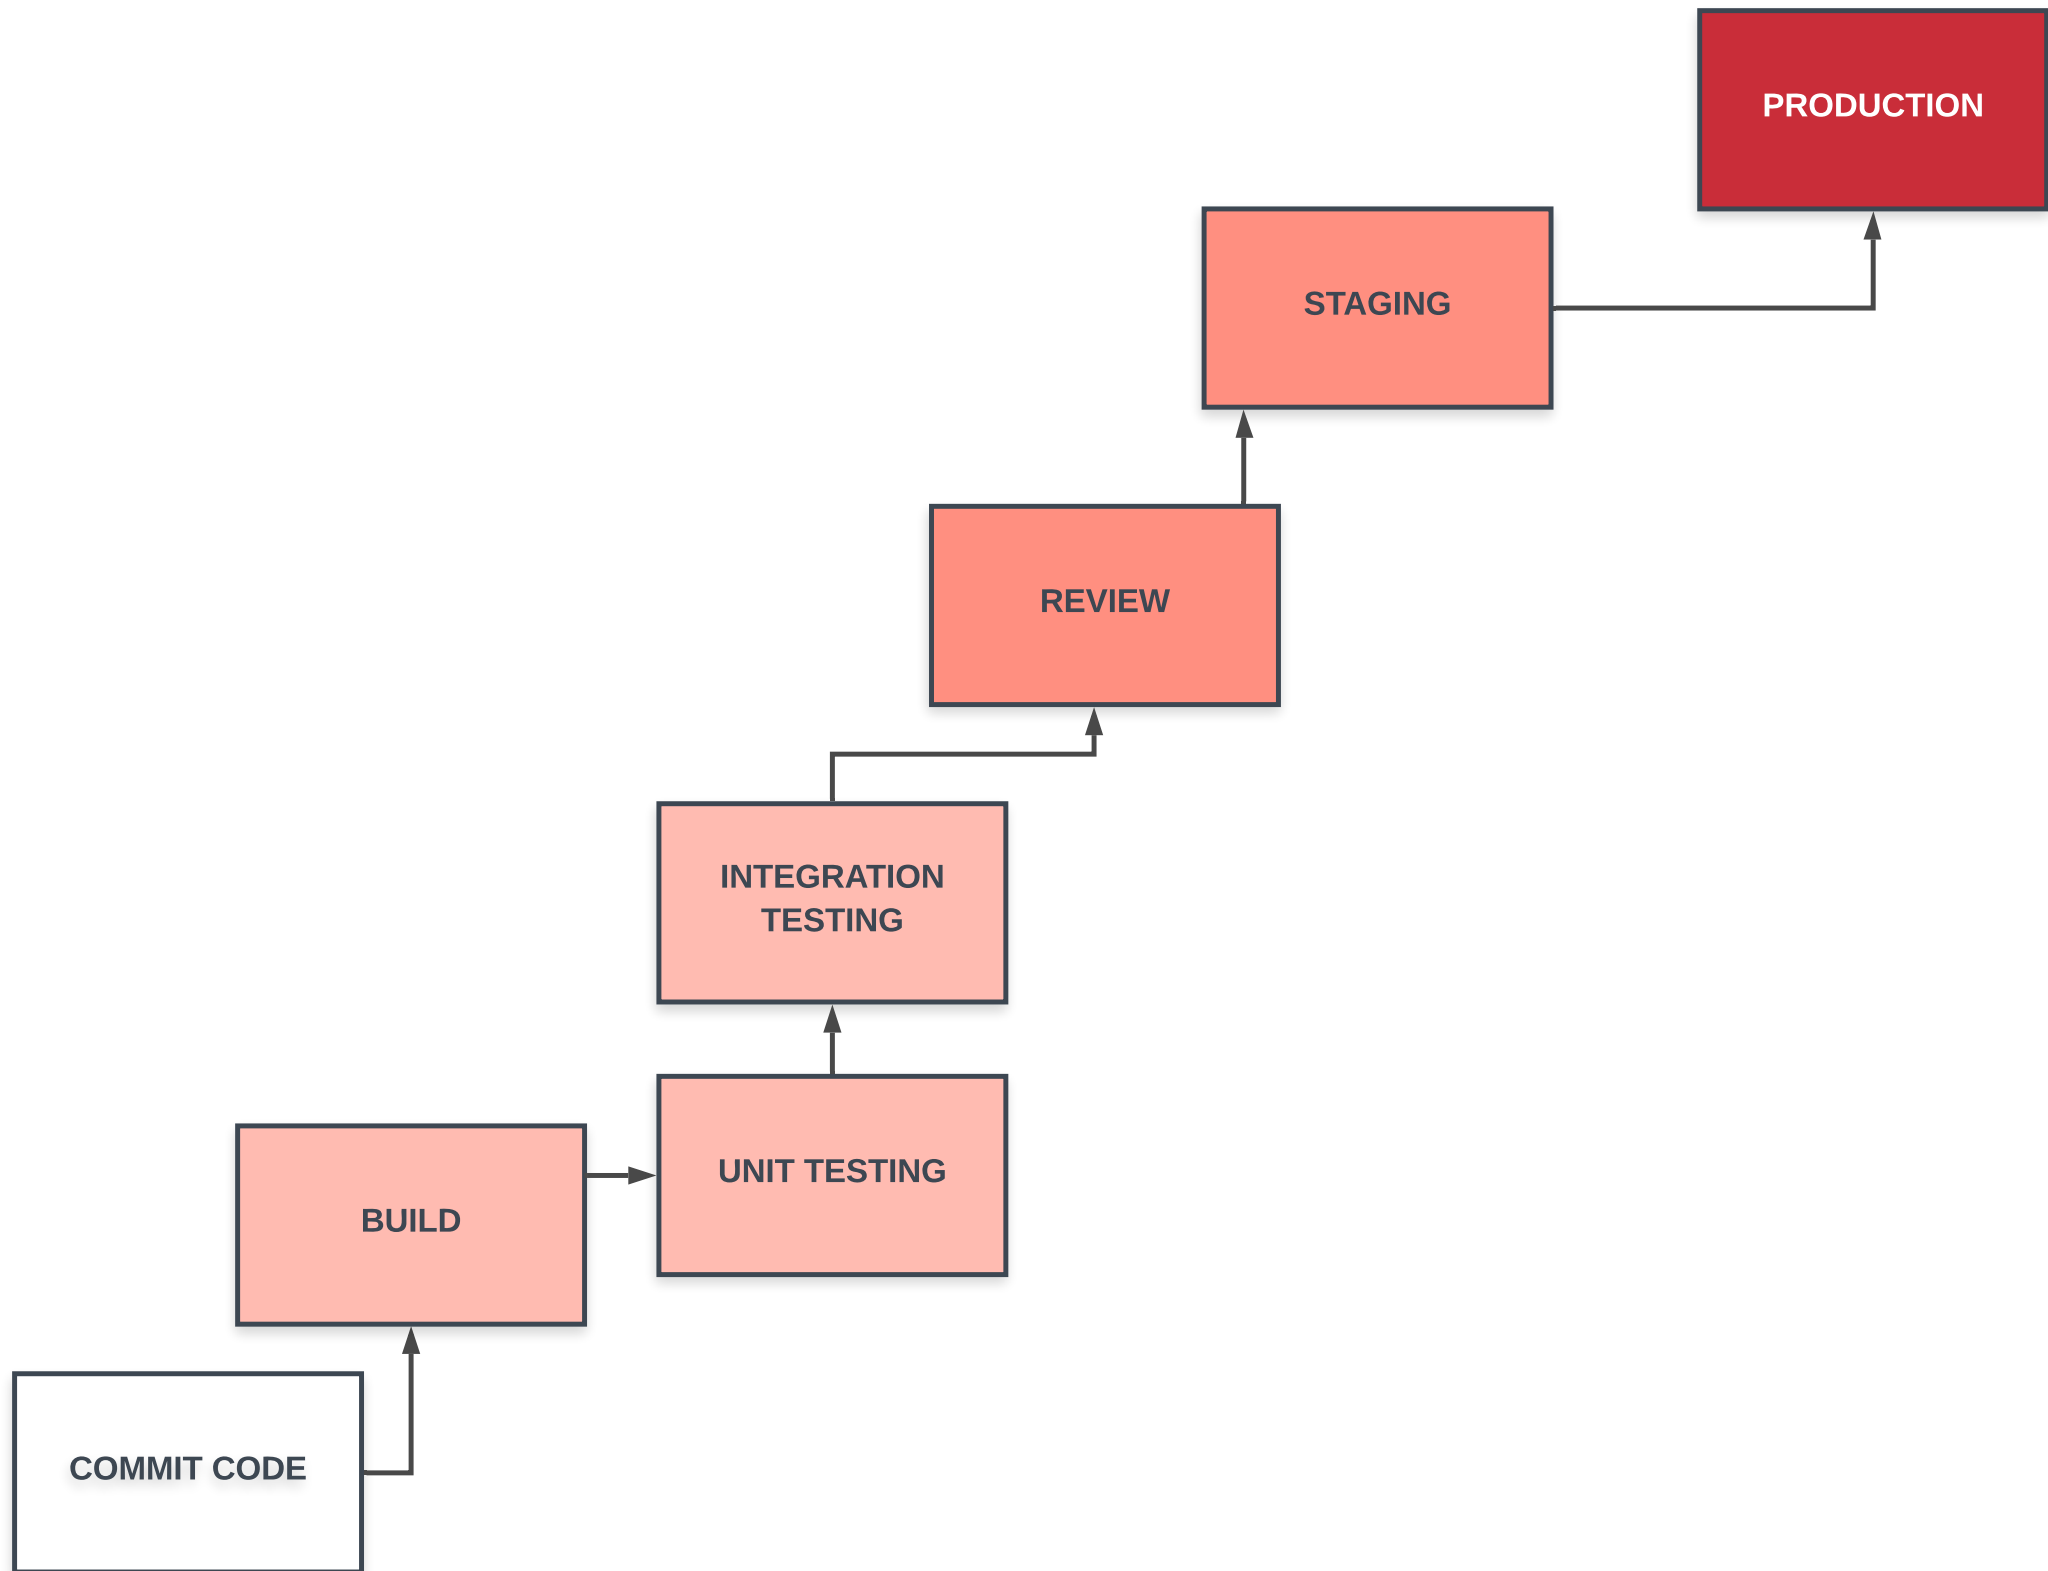 PRODUCTION
STAGING
REVIEW
INTEGRATION
TESTING
UNIT TESTING
BUILD
COMMIT CODE